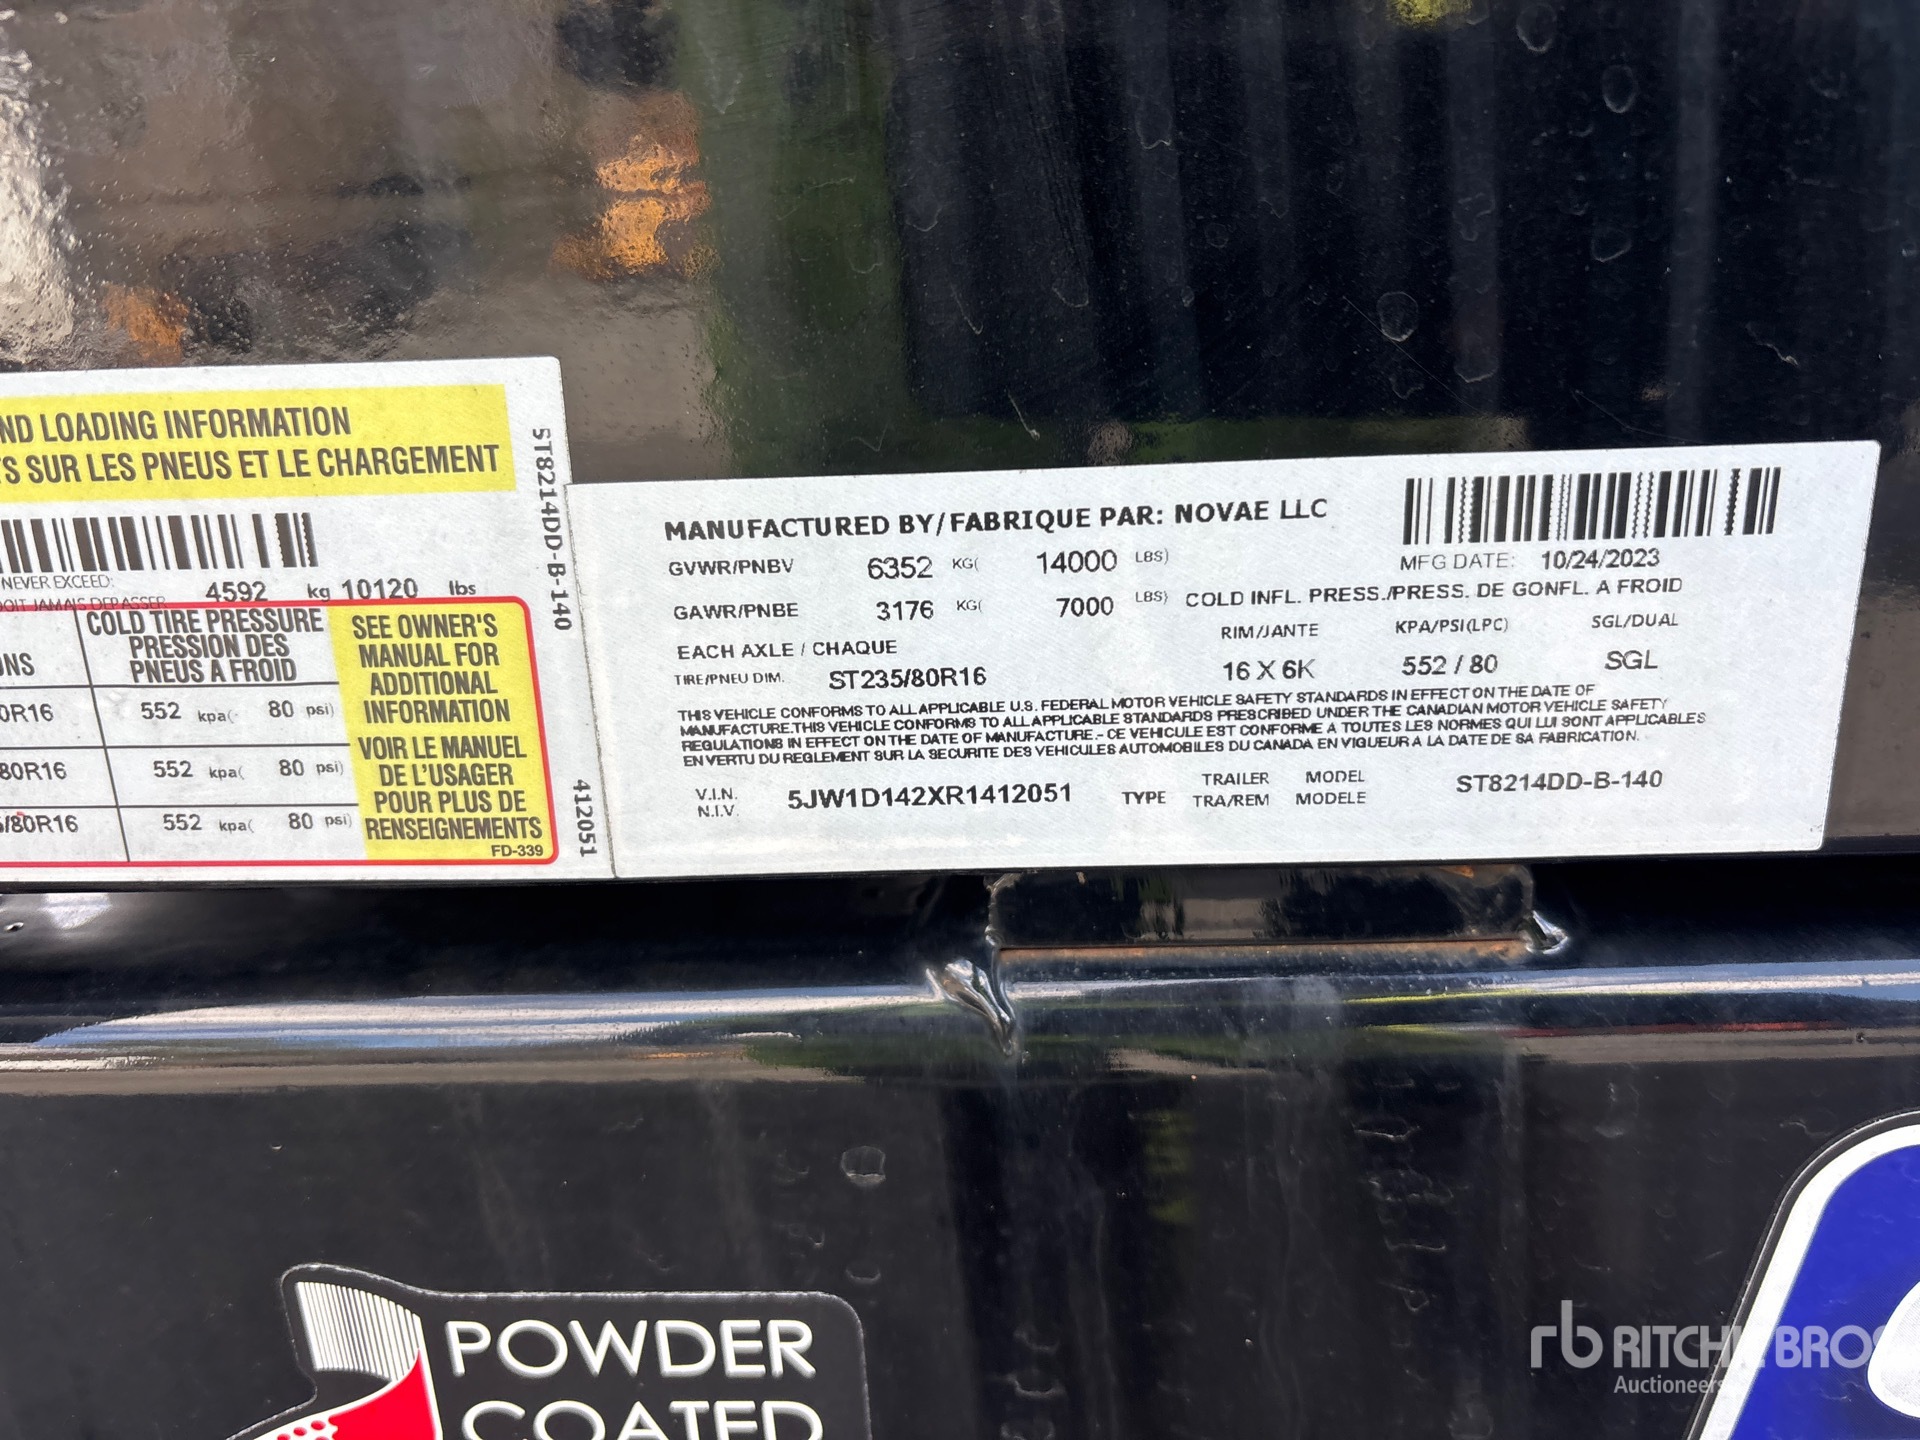 ND LOADING INFORMATION
TS SUR LES PNEUS ET LE CHARGEMENT
NEVER EXCEED:
DOIT JAMAIS DEPASSER 4592 kg 10120 lbs
ONS
COLD TIRE PRESSURE
PRESSION DES
PNEUS A FROID
0R16 552 kpa( 80 psi)
80R16 552 kpa( 80 psi)
5/80R16 552 kpa( 80 psi)
SEE OWNER'S
MANUAL FOR
ADDITIONAL
INFORMATION
VOIR LE MANUEL
DE L'USAGER
POUR PLUS DE
RENSEIGNEMENTS
FD-339
ST8214DD-B-140
412051
MANUFACTURED BY/FABRIQUE PAR: NOVAE LLC
MFG DATE: 10/24/2023
GVWR/PNBV 6352 KG( 14000 LBS)
GAWR/PNBE 3176 KG( 7000 LBS) COLD INFL. PRESS./PRESS. DE GONFL. A FROID
EACH AXLE / CHAQUE RIM/JANTE KPA/PSI(LPC) SGL/DUAL
TIRE/PNEU DIM. ST235/80R16 16 X 6K 552 / 80 SGL
THIS VEHICLE CONFORMS TO ALL APPLICABLE U.S. FEDERAL MOTOR VEHICLE SAFETY STANDARDS IN EFFECT ON THE DATE OF
MANUFACTURE.THIS VEHICLE CONFORMS TO ALL APPLICABLE STANDARDS PRESCRIBED UNDER THE CANADIAN MOTOR VEHICLE SAFETY
REGULATIONS IN EFFECT ON THE DATE OF MANUFACTURE.- CE VEHICULE EST CONFORME A TOUTES LES NORMES QUI LUI SONT APPLICABLES
EN VERTU DU REGLEMENT SUR LA SECURITE DES VEHICULES AUTOMOBILES DU CANADA EN VIGUEUR A LA DATE DE SA FABRICATION.
V.I.N. 5JW1D142XR1412051 TYPE TRAILER MODEL ST8214DD-B-140
N.I.V. TRA/REM MODELE
POWDER
COATED
rb RITCHIE BROS
Auctioneers